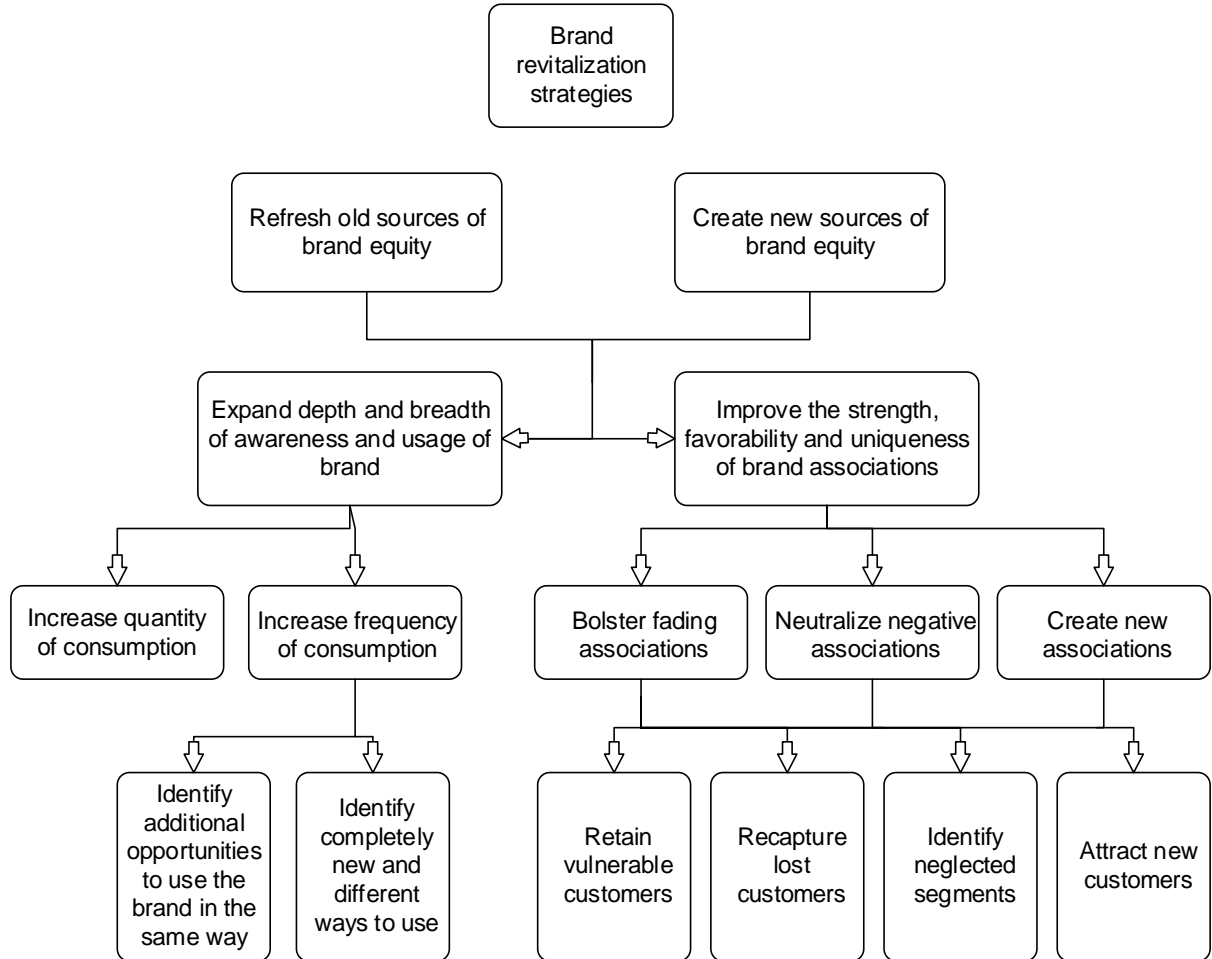 Brand
revitalization
strategies
Refresh old sources of
brand equity
Create new sources of
brand equity
Expand depth and breadth
of awareness and usage of
brand
Improve the strength,
favorability and uniqueness
of brand associations
Increase quantity
of consumption
Increase frequency
of consumption
Bolster fading
associations
Neutralize negative
associations
Create new
associations
Identify
additional
opportunities
to use the
brand in the
same way
Identify
completely
new and
different
ways to use
Retain
vulnerable
customers
Recapture
lost
customers
Identify
neglected
segments
Attract new
customers